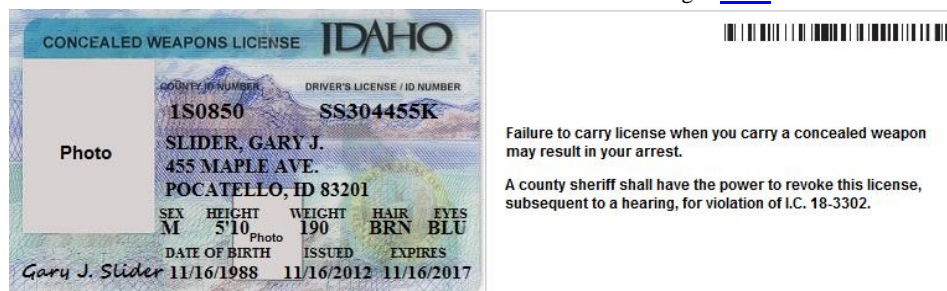 CONCEALED WEAPONS LICENSE IDAHO
COUNTY ID NUMBER DRIVER'S LICENSE / ID NUMBER
1S0850 SS304455K
Photo
SLIDER, GARY J.
455 MAPLE AVE.
POCATELLO, ID 83201
SEX HEIGHT WEIGHT HAIR EYES
M 5'10 190 BRN BLU
Photo
DATE OF BIRTH ISSUED EXPIRES
Gary J. Slider 11/16/1988 11/16/2012 11/16/2017
Failure to carry license when you carry a concealed weapon
may result in your arrest.
A county sheriff shall have the power to revoke this license,
subsequent to a hearing, for violation of I.C. 18-3302.